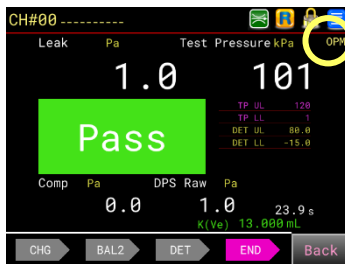 CH#00 ----------
R
Leak Pa Test Pressure kPa OPM
1.0 101
TP UL 120
TP LL 1
DET UL 80.0
DET LL -15.0
Pass
Comp Pa DPS Raw Pa
0.0 1.0 23.9 s
K(Ve) 13.000 mL
CHG BAL2 DET END Back